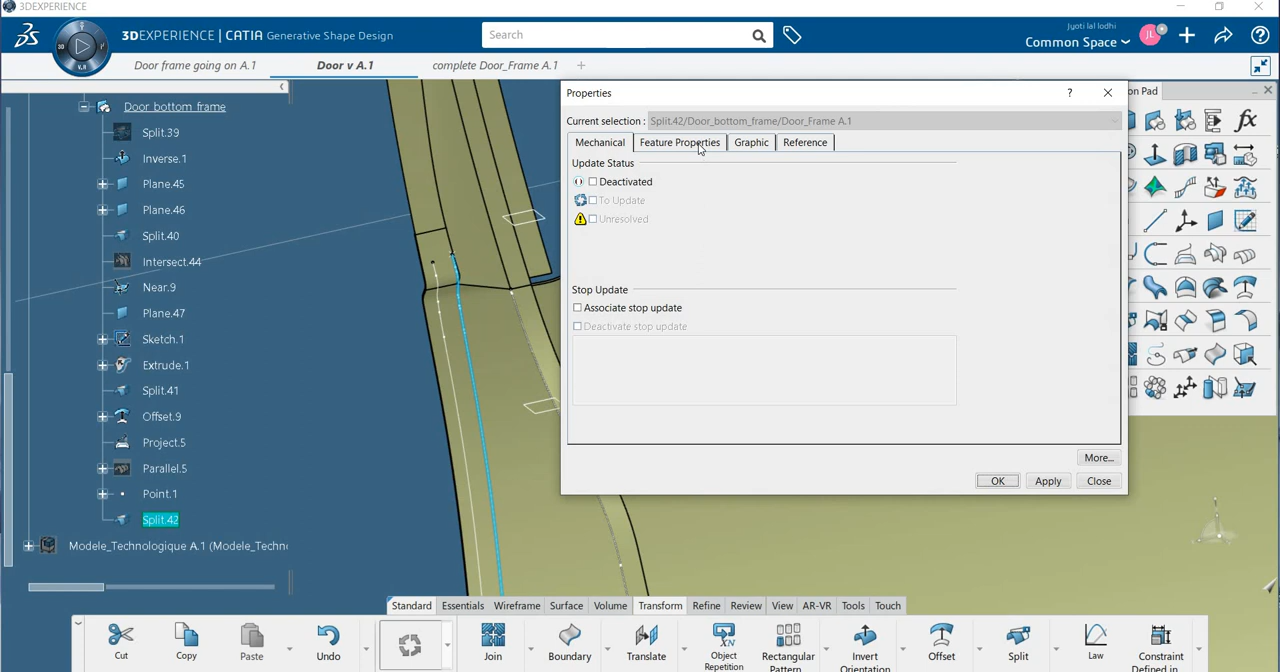 3DEXPERIENCE
3DEXPERIENCE | CATIA Generative Shape Design
Search
Jyoti lal lodhi
Common Space
JL
3D
V.R
Door frame going on A.1
Door v A.1
complete Door_Frame A.1
Door bottom frame
Split.39
Inverse.1
Plane.45
Plane.46
Split.40
Intersect.44
Near.9
Plane.47
Sketch.1
Extrude.1
Split.41
Offset.9
Project.5
Parallel.5
Point.1
Split.42
Modele_Technologique A.1 (Modele_Techn
Properties
?
Current selection : Split.42/Door_bottom_frame/Door_Frame A.1
Mechanical
Feature Properties
Graphic
Reference
Update Status
Deactivated
To Update
Unresolved
Stop Update
Associate stop update
Deactivate stop update
More...
OK
Apply
Close
on Pad
fx
Standard
Essentials
Wireframe
Surface
Volume
Transform
Refine
Review
View
AR-VR
Tools
Touch
Cut
Copy
Paste
Undo
Join
Boundary
Translate
Object Repetition
Rectangular Pattern
Invert Orientation
Offset
Split
Law
Constraint Defined in...